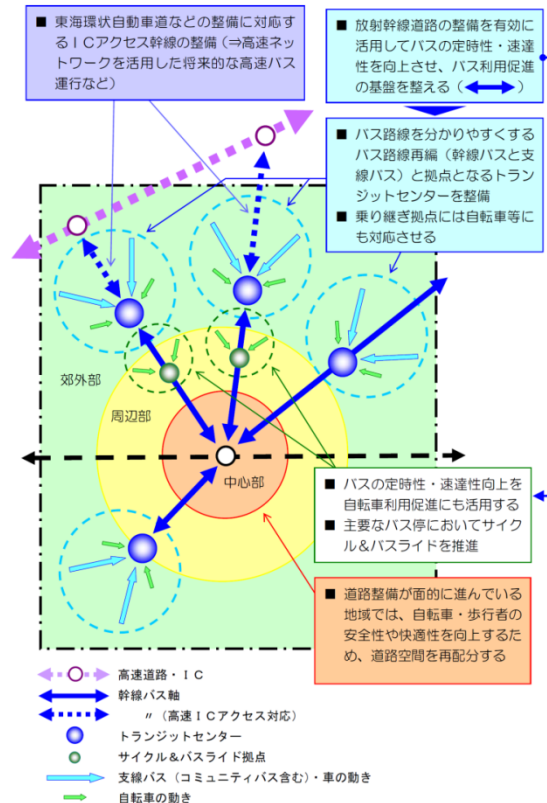 ■ 東海環状自動車道などの整備に対応す
るＩＣアクセス幹線の整備（⇒高速ネッ
トワークを活用した将来的な高速バス
運行など）
■ 放射幹線道路の整備を有効に
活用してバスの定時性・速達
性を向上させ、バス利用促進
の基盤を整える（　　）
■ バス路線を分かりやすくする
バス路線再編（幹線バスと支
線バス）と拠点となるトラン
ジットセンターを整備
■ 乗り継ぎ拠点には自転車等に
も対応させる
郊外部
周辺部
中心部
■ バスの定時性・速達性向上を
自転車利用促進にも活用する
■ 主要なバス停においてサイク
ル＆バスライドを推進
■ 道路整備が面的に進んでいる
地域では、自転車・歩行者の
安全性や快適性を向上するた
め、道路空間を再配分する
高速道路・ＩＣ
幹線バス軸
〃（高速ＩＣアクセス対応）
トランジットセンター
サイクル＆バスライド拠点
支線バス（コミュニティバス含む）・車の動き
自転車の動き